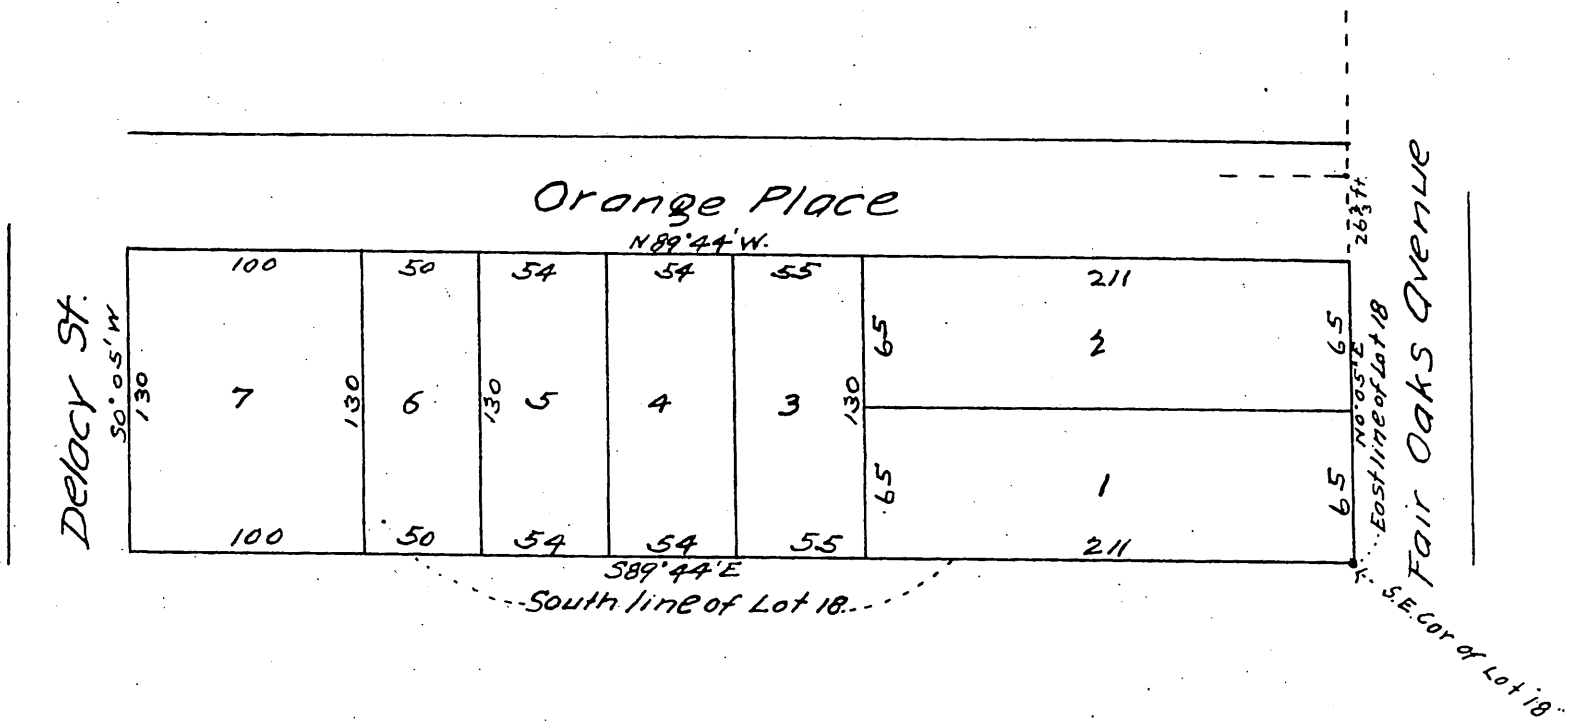 Orange Place
N89°44'W.
100 50 54 54 55 211
26⅔ ft.
Delacy St.
S0°05'W
130
7
130
6
130
5
4
3
130
65
2
65
65
1
65
N0°05'E
East line of Lot 18
Fair Oaks Avenue
100 50 54 54 55 211
S89°44'E
South line of Lot 18
S.E. Cor of Lot 18